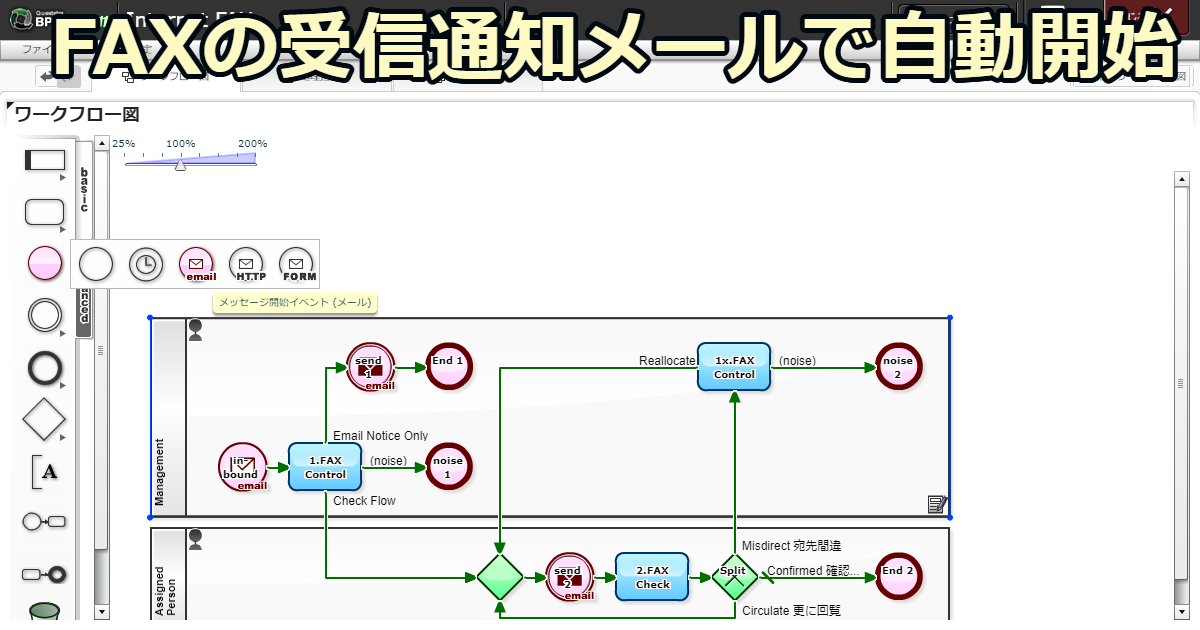 FAXの受信通知メールで自動開始
ワークフロー図
25%
100%
200%
basic
email
HTTP
FORM
メッセージ開始イベント (メール)
A
Management
send
1
email
End 1
Reallocate
1x.FAX
Control
(noise)
noise
2
Email Notice Only
in-
bound
email
1.FAX
Control
(noise)
noise
1
Check Flow
Assigned
Person
Misdirect 宛先間違
send
2
email
2.FAX
Check
Split
Confirmed 確認...
End 2
Circulate 更に回覧